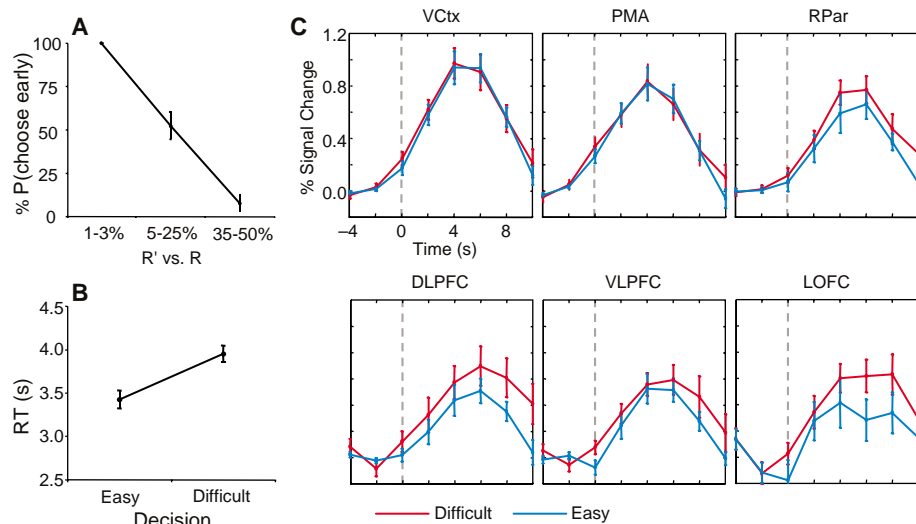 A
100
75
50
25
0
% P(choose early)
1-3% 5-25% 35-50%
R' vs. R
B
4.5
4.0
3.5
3.0
2.5
RT (s)
Easy Difficult
Decision
C
VCtx PMA RPar
1.2
0.8
0.4
0.0
% Signal Change
−4 0 4 8
Time (s)
DLPFC VLPFC LOFC
Difficult Easy